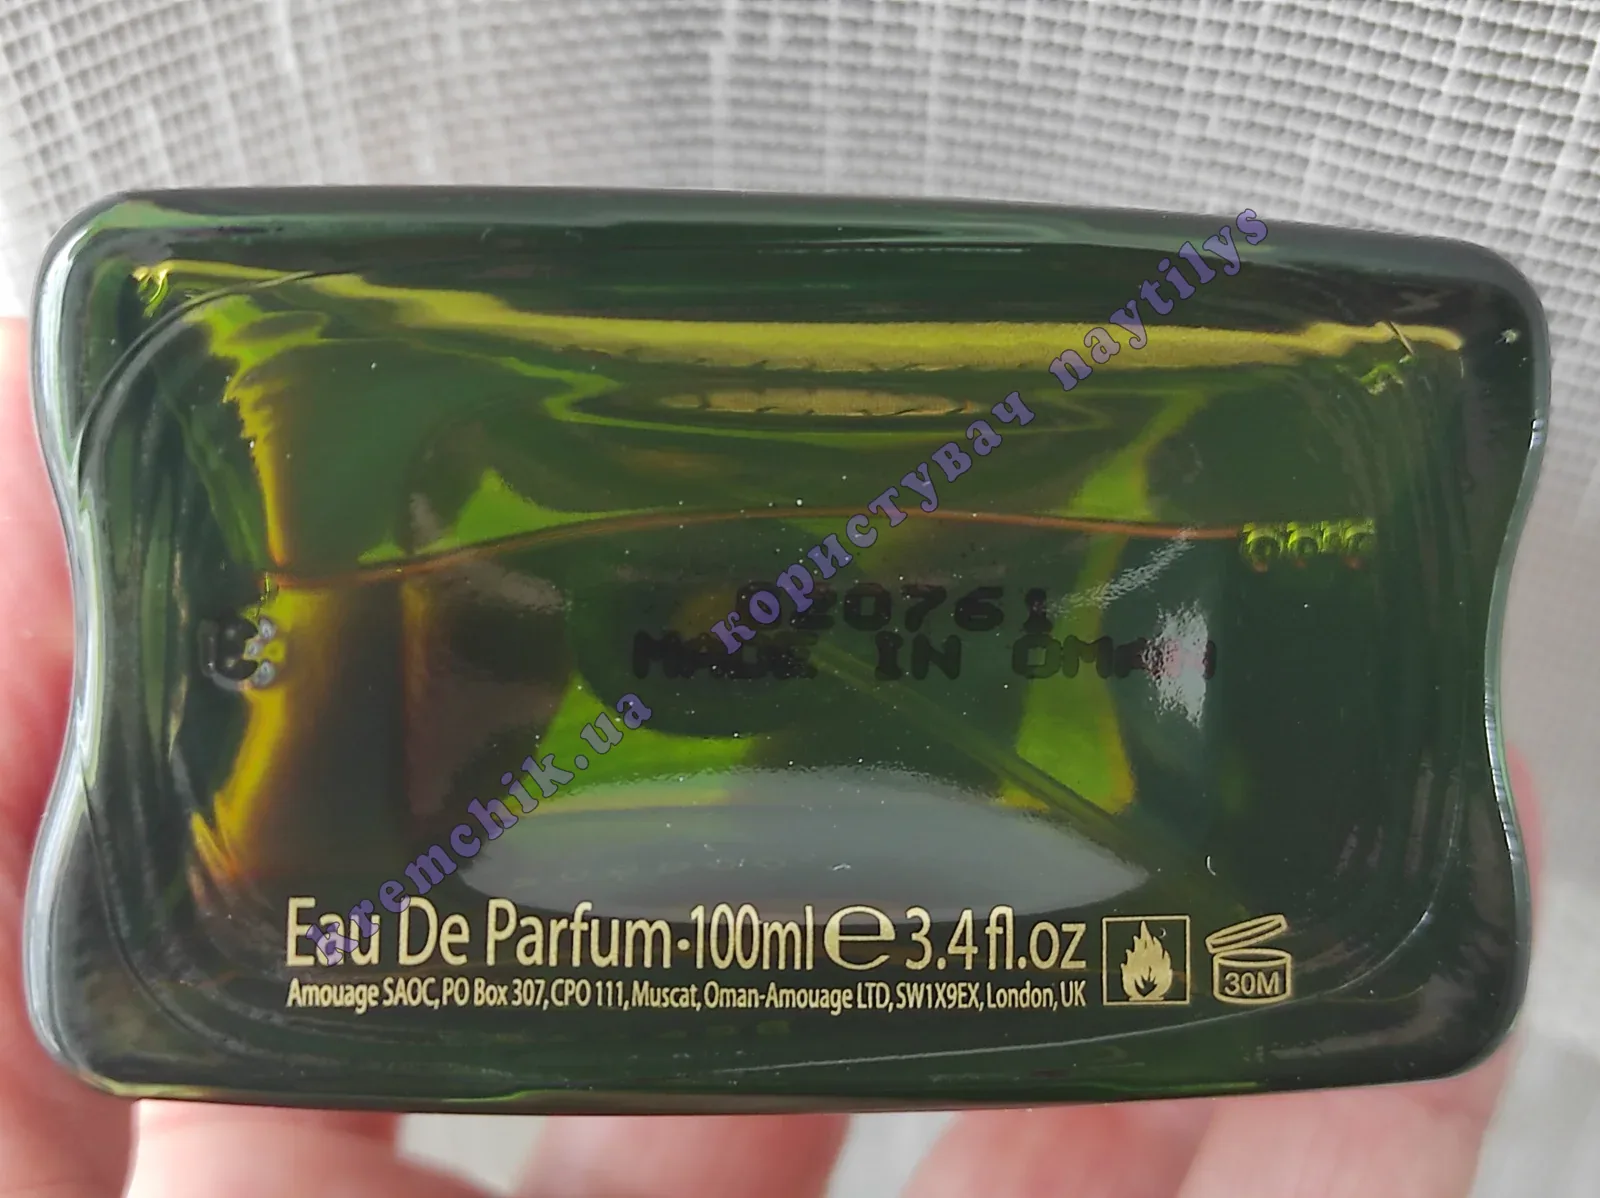 kremchik.ua користувач naytilys
020761
MADE IN OMAN
Eau De Parfum·100ml e 3.4 fl.oz
Amouage SAOC, PO Box 307, CPO 111, Muscat, Oman-Amouage LTD, SW1X9EX, London, UK
30M